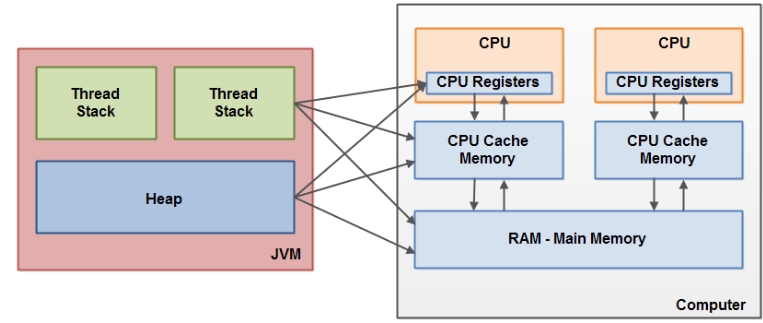 Thread
Stack
Thread
Stack
Heap
JVM
CPU
CPU Registers
CPU Cache
Memory
CPU
CPU Registers
CPU Cache
Memory
RAM - Main Memory
Computer